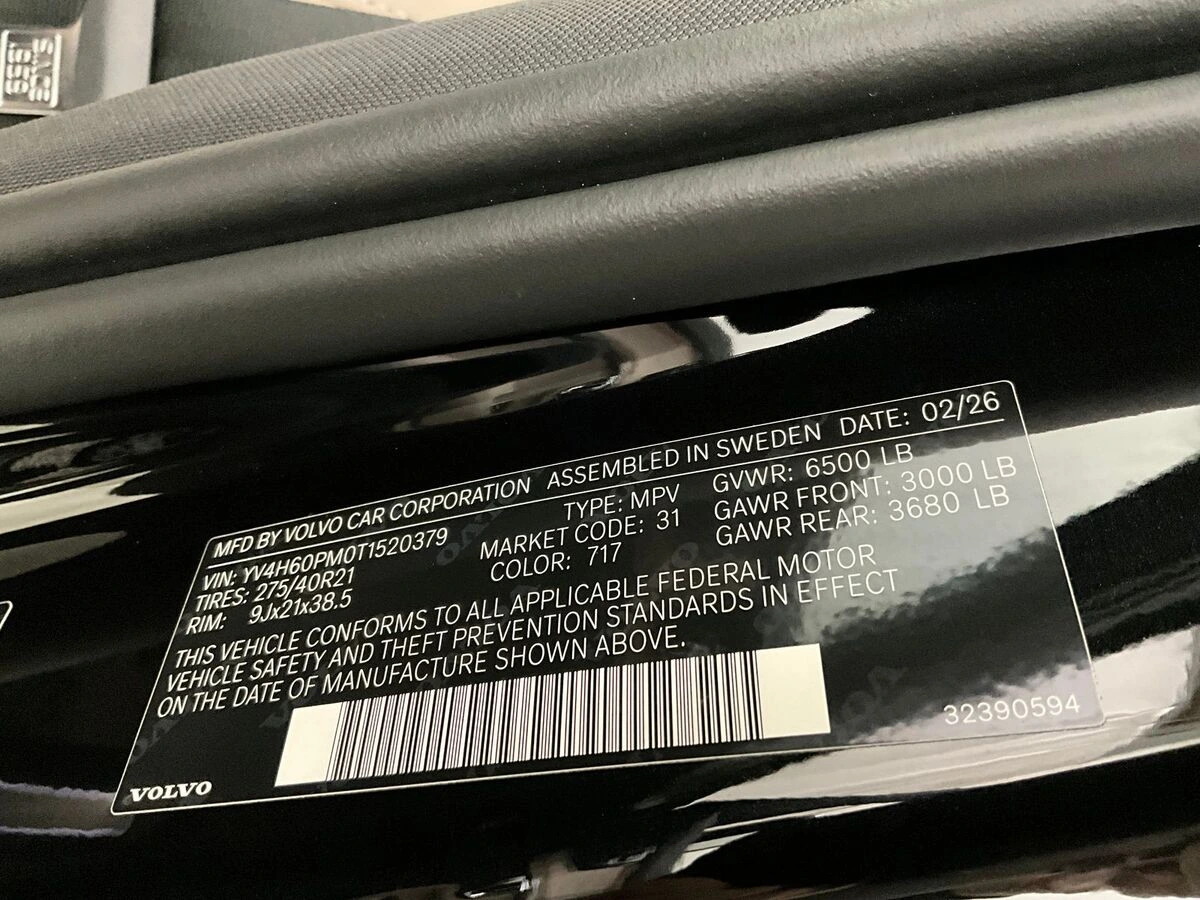 SINCE
1959
MFD BY VOLVO CAR CORPORATION ASSEMBLED IN SWEDEN DATE: 02/26
VIN: YV4H60PM0T1520379 TYPE: MPV GVWR: 6500 LB
TIRES: 275/40R21 MARKET CODE: 31 GAWR FRONT: 3000 LB
RIM: 9Jx21x38.5 COLOR: 717 GAWR REAR: 3680 LB
THIS VEHICLE CONFORMS TO ALL APPLICABLE FEDERAL MOTOR
VEHICLE SAFETY AND THEFT PREVENTION STANDARDS IN EFFECT
ON THE DATE OF MANUFACTURE SHOWN ABOVE.
32390594
VOLVO